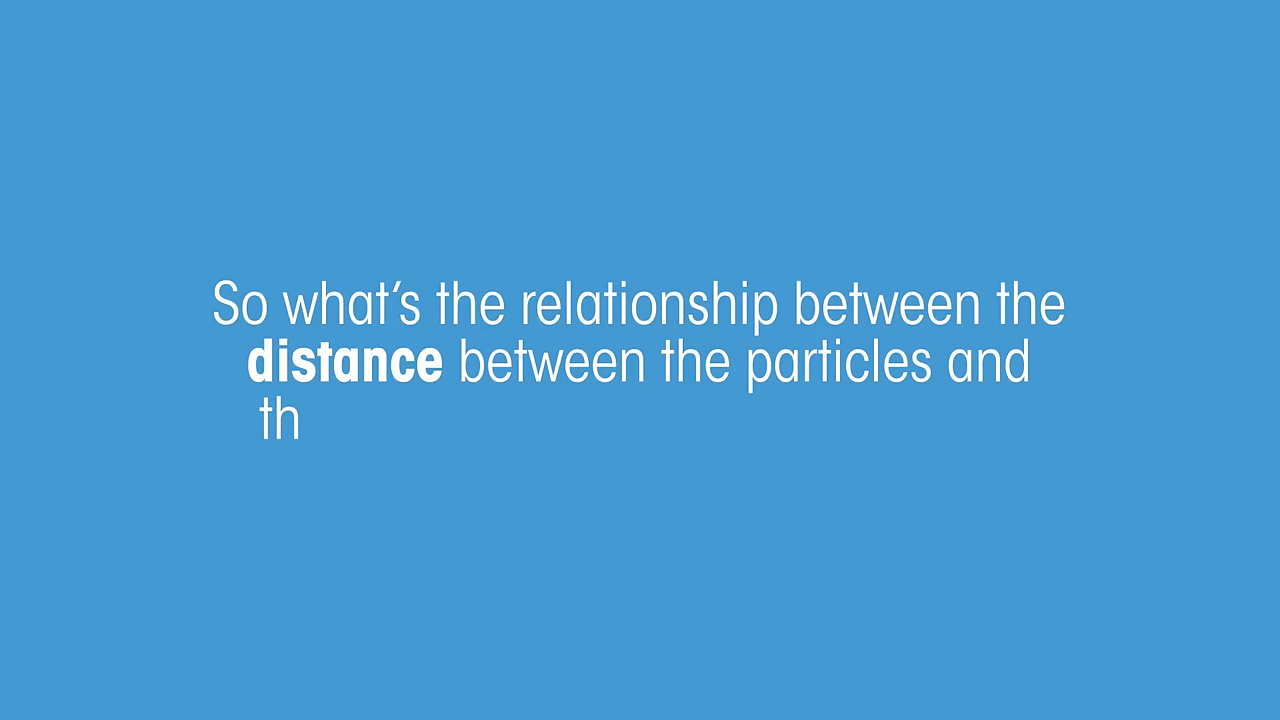 So what’s the relationship between the
distance between the particles and
th